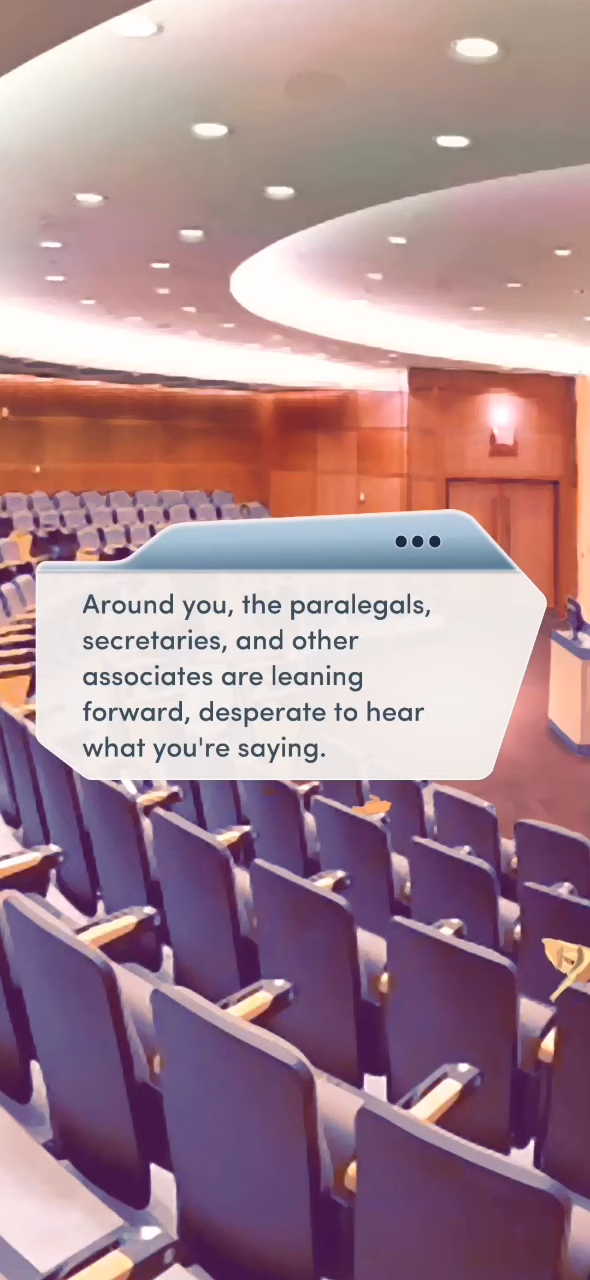 Around you, the paralegals,
secretaries, and other
associates are leaning
forward, desperate to hear
what you're saying.